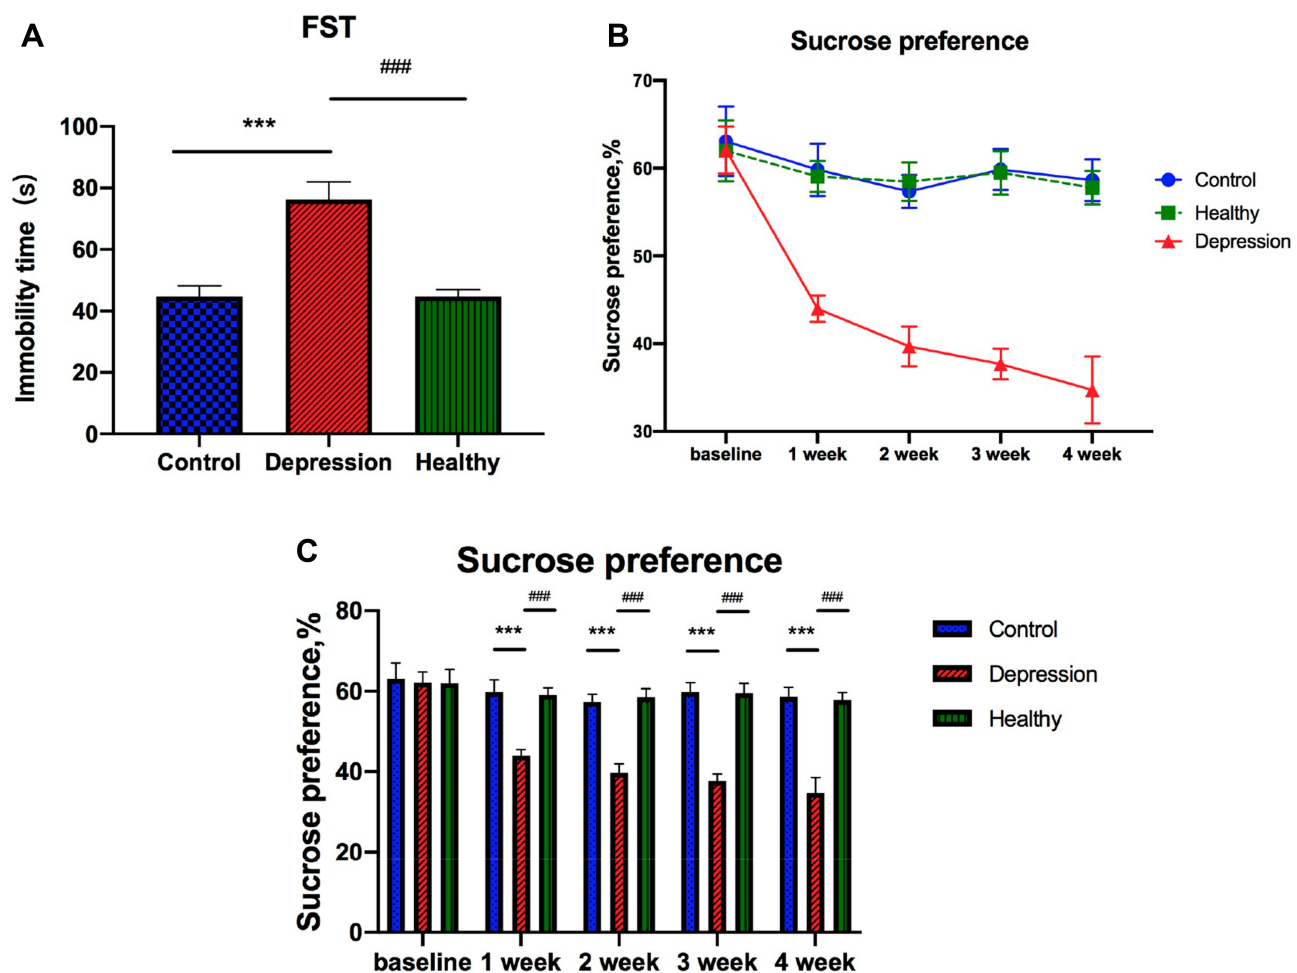 A
FST
###
***
100
80
60
40
20
0
Immobility time (s)
Control Depression Healthy
B
Sucrose preference
70
60
50
40
30
Sucrose preference,%
baseline 1 week 2 week 3 week 4 week
Control
Healthy
Depression
C
Sucrose preference
### ### ### ###
*** *** *** ***
80
60
40
20
0
Sucrose preference,%
baseline 1 week 2 week 3 week 4 week
Control
Depression
Healthy